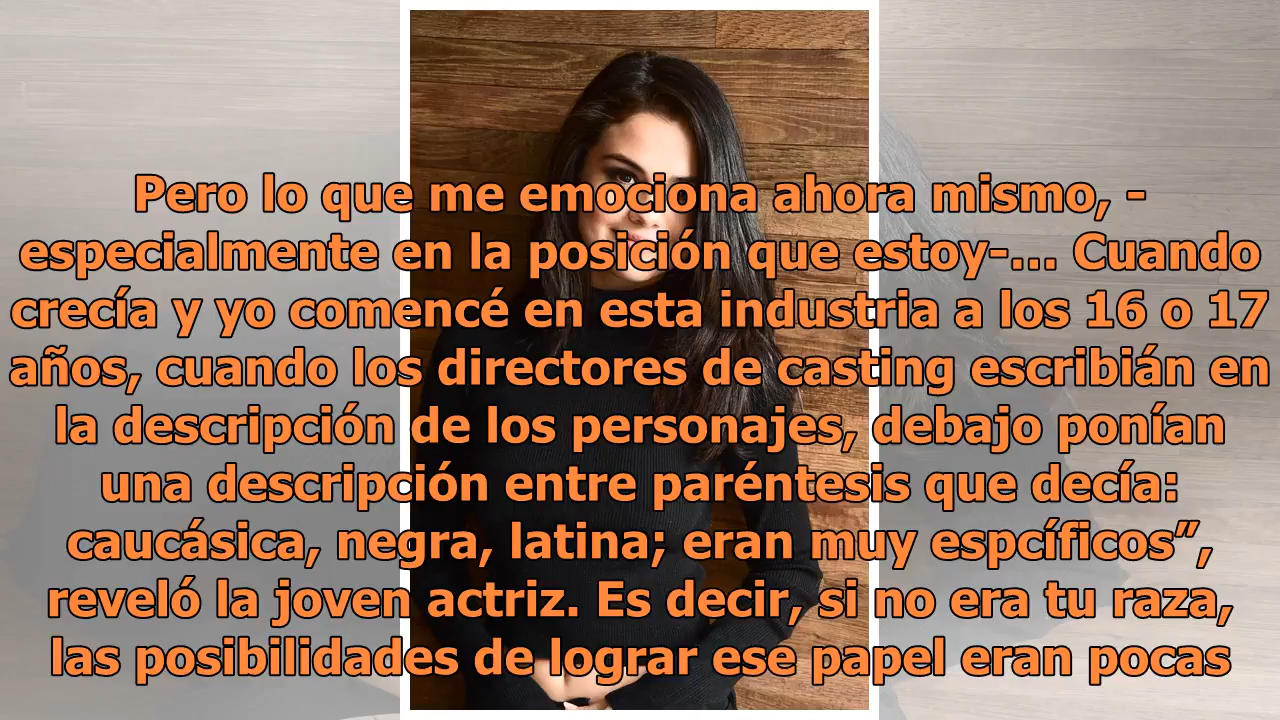 Pero lo que me emociona ahora mismo, -
especialmente en la posición que estoy-... Cuando
crecía y yo comencé en esta industria a los 16 o 17
años, cuando los directores de casting escribián en
la descripción de los personajes, debajo ponían
una descripción entre paréntesis que decía:
caucásica, negra, latina; eran muy espcíficos”,
reveló la joven actriz. Es decir, si no era tu raza,
las posibilidades de lograr ese papel eran pocas